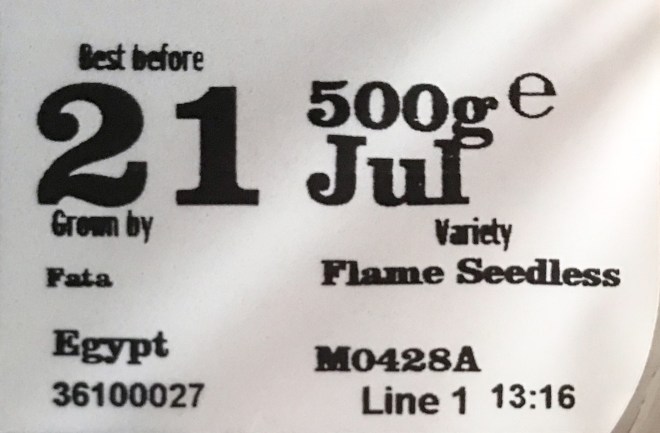 Best before
500g e
21 Jul
Grown by
Variety
Fata
Flame Seedless
Egypt
M0428A
36100027
Line 1 13:16